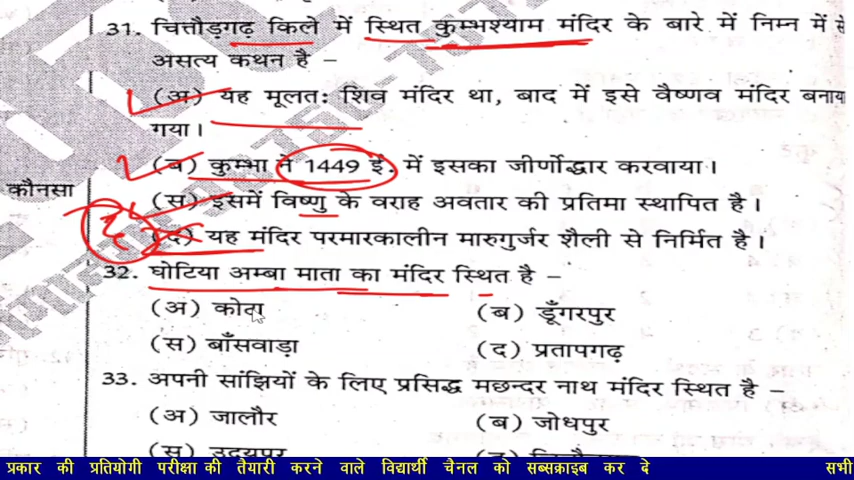 31. चित्तौड़गढ़ किले में स्थित कुम्भश्याम मंदिर के बारे में निम्न में से
असत्य कथन है –
(अ) यह मूलतः शिव मंदिर था, बाद में इसे वैष्णव मंदिर बनाया
गया।
(ब) कुम्भा ने 1449 ई. में इसका जीर्णोद्धार करवाया।
कौनसा
(स) इसमें विष्णु के वराह अवतार की प्रतिमा स्थापित है।
(द) यह मंदिर परमारकालीन मारुगुर्जर शैली से निर्मित है।
32. घोटिया अम्बा माता का मंदिर स्थित है –
(अ) कोटा (ब) डूँगरपुर
(स) बाँसवाड़ा (द) प्रतापगढ़
33. अपनी सांझियों के लिए प्रसिद्ध मछन्दर नाथ मंदिर स्थित है –
(अ) जालौर (ब) जोधपुर
(स) उदयपुर
प्रकार की प्रतियोगी परीक्षा की तैयारी करने वाले विद्यार्थी चैनल को सब्सक्राइब कर दे सभी